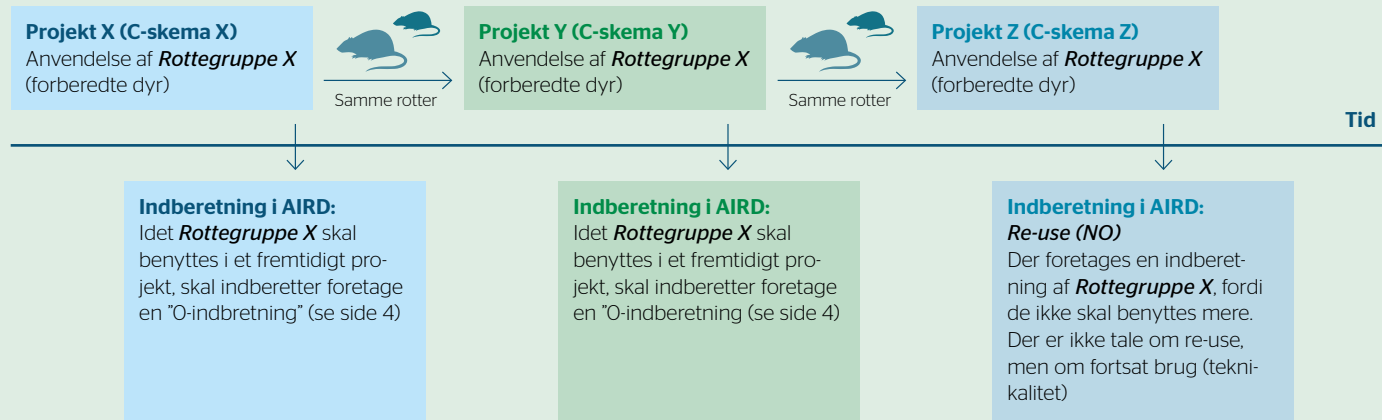 Projekt X (C-skema X)
Anvendelse af Rottegruppe X
(forberedte dyr)
Samme rotter
Projekt Y (C-skema Y)
Anvendelse af Rottegruppe X
(forberedte dyr)
Samme rotter
Projekt Z (C-skema Z)
Anvendelse af Rottegruppe X
(forberedte dyr)
Tid
Indberetning i AIRD:
Idet Rottegruppe X skal
benyttes i et fremtidigt pro-
jekt, skal indberetter foretage
en ”0-indbretning” (se side 4)
Indberetning i AIRD:
Idet Rottegruppe X skal
benyttes i et fremtidigt pro-
jekt, skal indberetter foretage
en ”0-indberetning (se side 4)
Indberetning i AIRD:
Re-use (NO)
Der foretages en indberet-
ning af Rottegruppe X, fordi
de ikke skal benyttes mere.
Der er ikke tale om re-use,
men om fortsat brug (tekni-
kalitet)